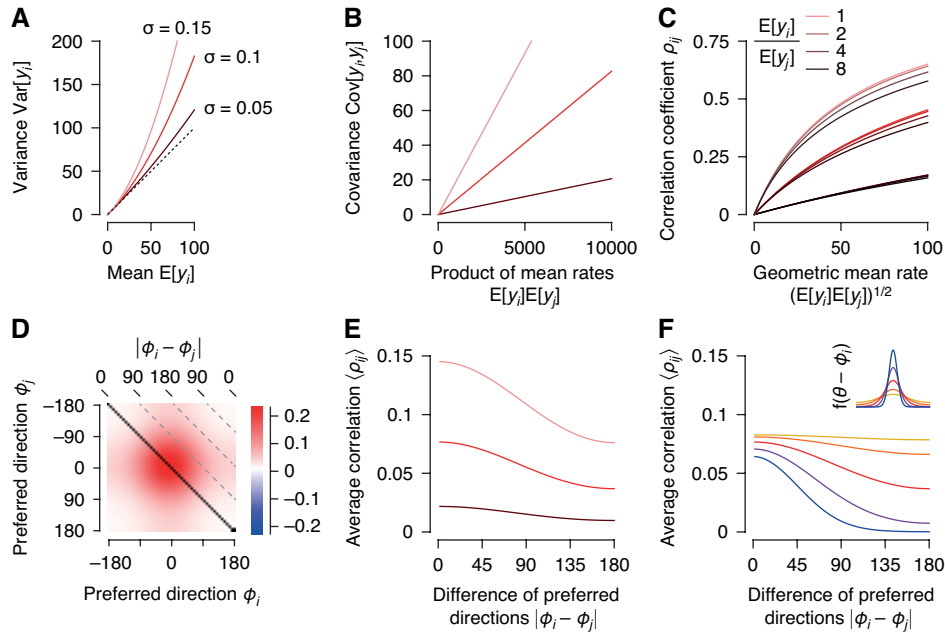 A
Variance Var[yᵢ]
200
150
100
50
0
σ = 0.15
σ = 0.1
σ = 0.05
0 50 100
Mean E[yᵢ]
B
Covariance Cov[yᵢ,yⱼ]
100
80
60
40
20
0
0 5000 10000
Product of mean rates
E[yᵢ]E[yⱼ]
C
Correlation coefficient ρᵢⱼ
0.75
0.5
0.25
0
E[yᵢ]
E[yⱼ]
1
2
4
8
0 50 100
Geometric mean rate
(E[yᵢ]E[yⱼ])¹ᐟ²
D
|ϕᵢ − ϕⱼ|
0 90 180 90 0
Preferred direction ϕⱼ
−180
−90
0
90
180
−180 0 180
Preferred direction ϕᵢ
0.2
0.1
0
−0.1
−0.2
E
Average correlation ⟨ρᵢⱼ⟩
0.15
0.1
0.05
0
0 45 90 135 180
Difference of preferred
directions |ϕᵢ − ϕⱼ|
F
Average correlation ⟨ρᵢⱼ⟩
0.15
0.1
0.05
0
f(θ − ϕᵢ)
0 45 90 135 180
Difference of preferred
directions |ϕᵢ − ϕⱼ|